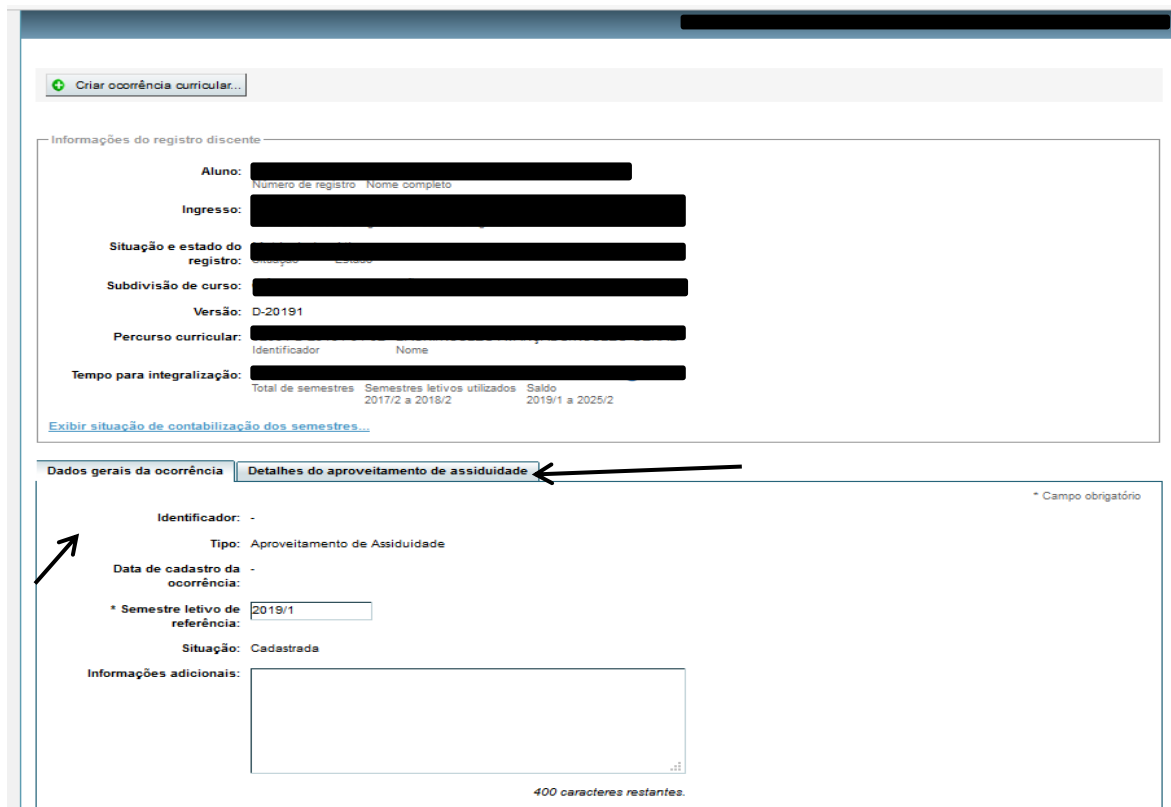 Criar ocorrência curricular...
Informações do registro discente
Aluno:
Número de registro Nome completo
Ingresso:
Situação e estado do
registro:
Situação Estado
Subdivisão de curso:
Versão: D-20191
Percurso curricular:
Identificador Nome
Tempo para integralização:
Total de semestres Semestres letivos utilizados Saldo
2017/2 a 2018/2 2019/1 a 2025/2
Exibir situação de contabilização dos semestres...
Dados gerais da ocorrência Detalhes do aproveitamento de assiduidade
* Campo obrigatório
Identificador: -
Tipo: Aproveitamento de Assiduidade
Data de cadastro da -
ocorrência:
* Semestre letivo de 2019/1
referência:
Situação: Cadastrada
Informações adicionais:
400 caracteres restantes.